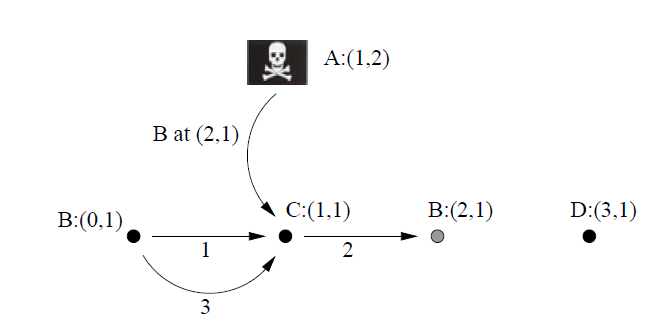 A:(1,2)
B at (2,1)
B:(0,1)
C:(1,1)
B:(2,1)
D:(3,1)
1
2
3